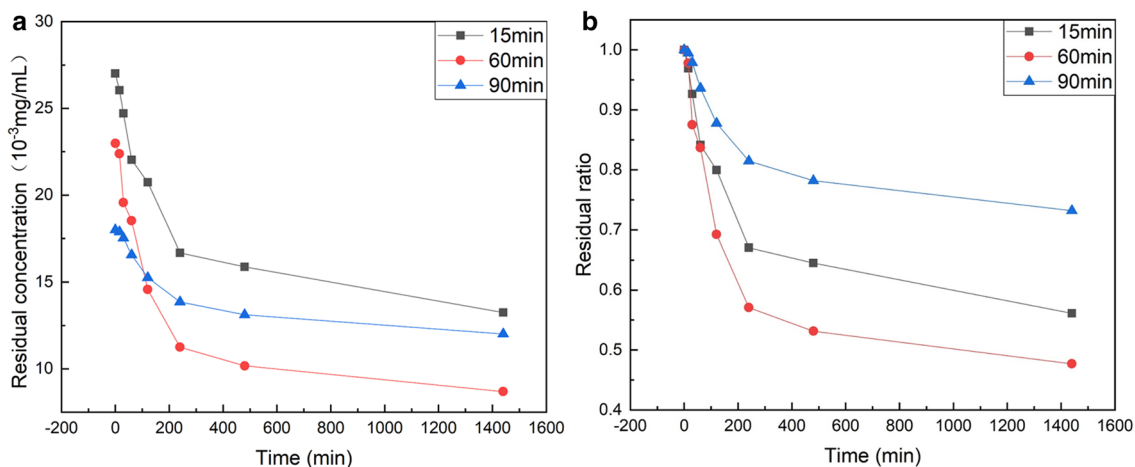 a
30
25
20
15
10
Residual concentration（10-3mg/mL）
15min
60min
90min
-200 0 200 400 600 800 1000 1200 1400 1600
Time (min)
b
1.0
0.9
0.8
0.7
0.6
0.5
0.4
Residual ratio
15min
60min
90min
-200 0 200 400 600 800 1000 1200 1400 1600
Time (min)